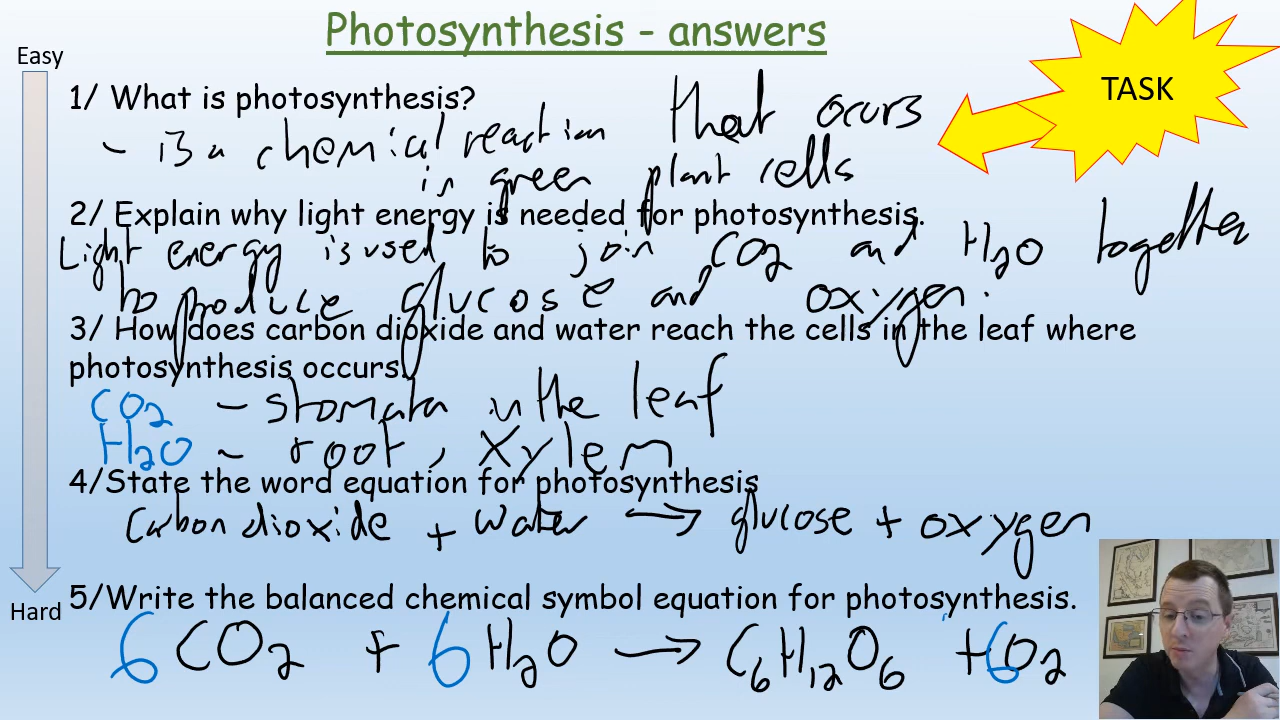 Photosynthesis - answers
Easy
TASK
1/ What is photosynthesis?
- is a chemical reaction that occurs
in green plant cells
2/ Explain why light energy is needed for photosynthesis.
Light energy is used to join CO2 and H2O together
to produce glucose and oxygen.
3/ How does carbon dioxide and water reach the cells in the leaf where
photosynthesis occurs.
CO2 - stomata in the leaf
H2O - root, xylem
4/State the word equation for photosynthesis
Carbon dioxide + water → glucose + oxygen
5/Write the balanced chemical symbol equation for photosynthesis.
Hard
6CO2 + 6H2O → C6H12O6 + 6O2